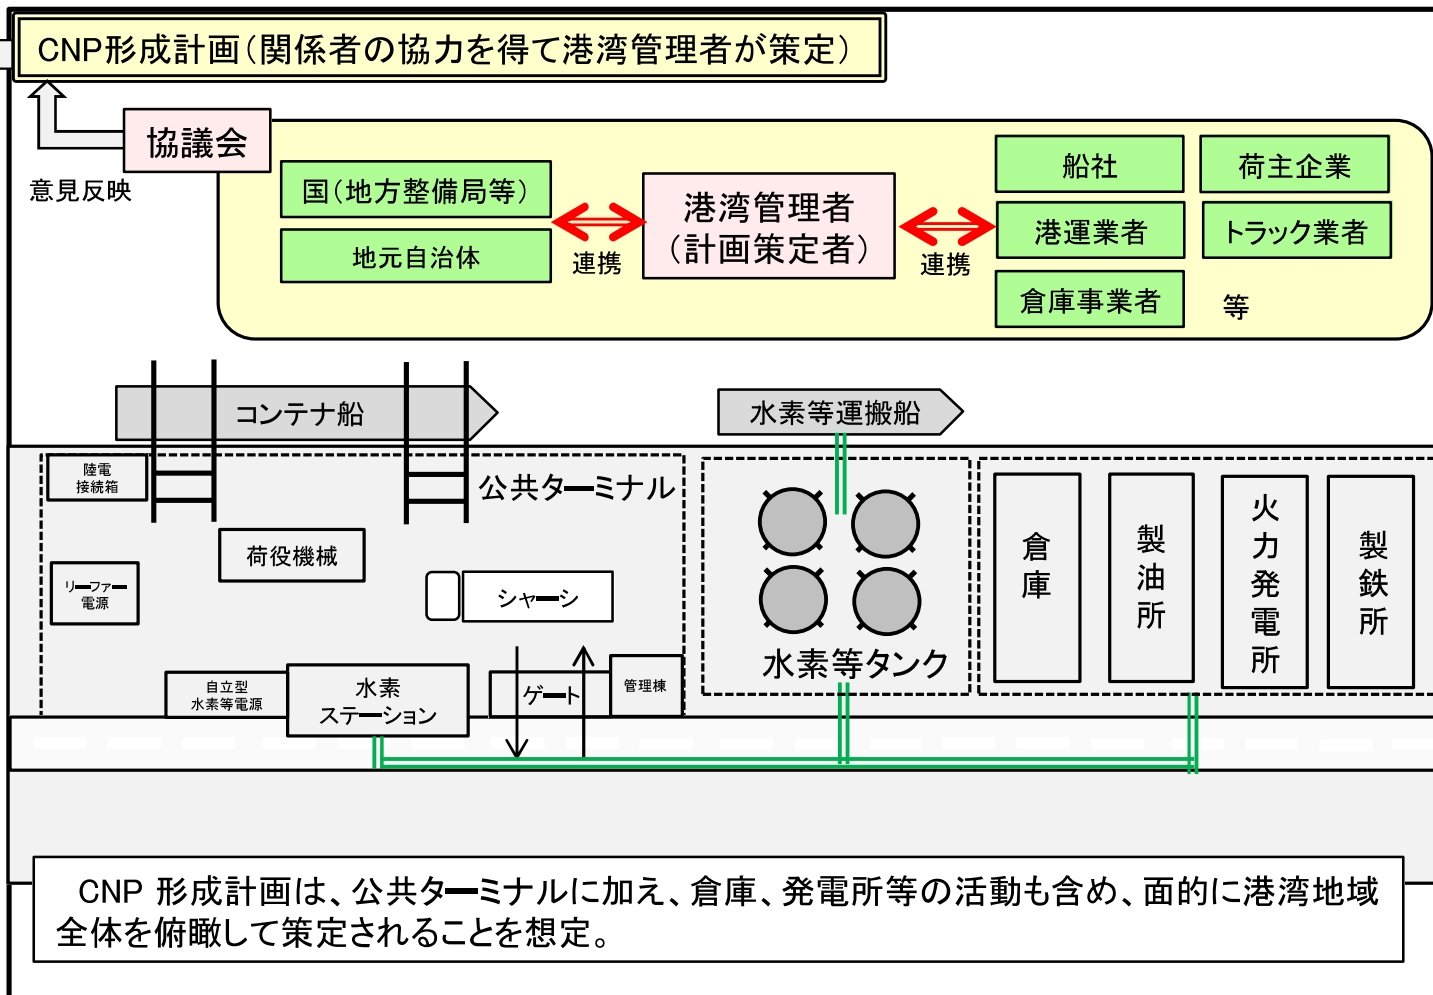 CNP形成計画（関係者の協力を得て港湾管理者が策定）
協議会
意見反映
国（地方整備局等）
地元自治体
連携
港湾管理者
（計画策定者）
連携
船社
荷主企業
港運業者
トラック業者
倉庫事業者
等
コンテナ船
水素等運搬船
陸電
接続箱
公共ターミナル
荷役機械
リーファー
電源
シャーシ
自立型
水素等電源
水素
ステーション
ゲート
管理棟
水素等タンク
倉庫
製油所
火力発電所
製鉄所
CNP 形成計画は、公共ターミナルに加え、倉庫、発電所等の活動も含め、面的に港湾地域
全体を俯瞰して策定されることを想定。